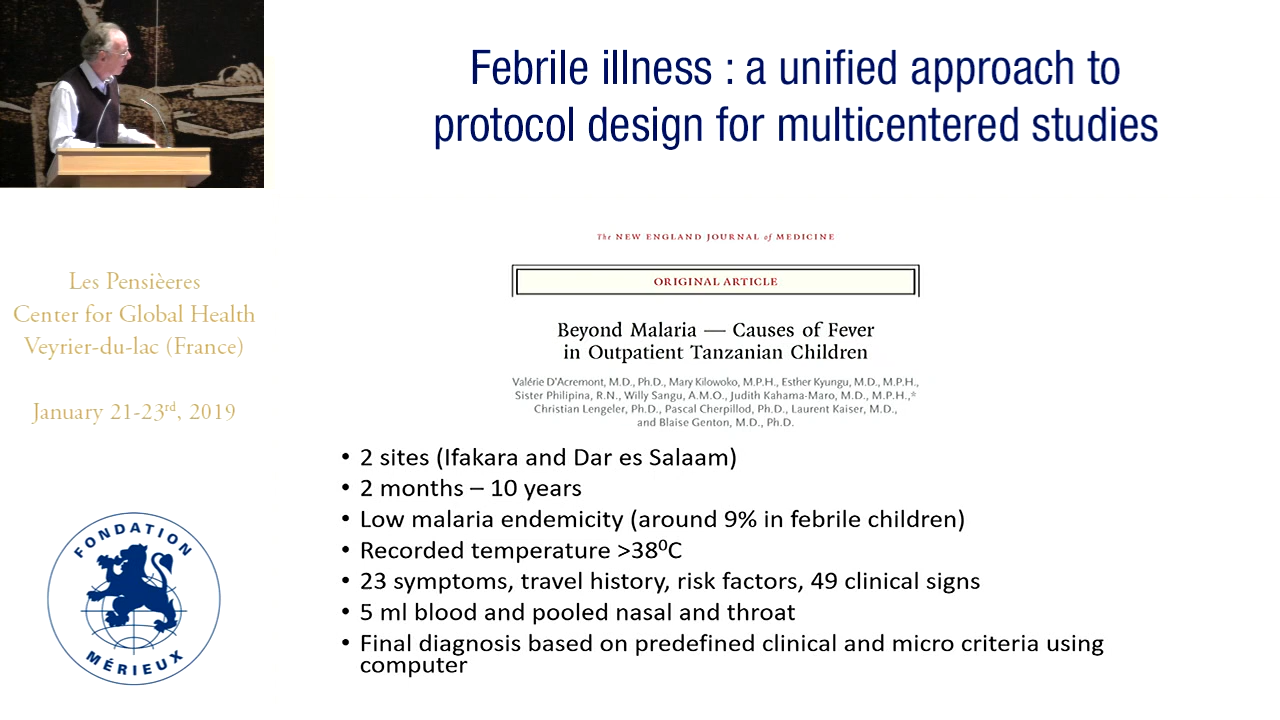 Febrile illness : a unified approach to
protocol design for multicentered studies
The NEW ENGLAND JOURNAL of MEDICINE
ORIGINAL ARTICLE
Beyond Malaria — Causes of Fever
in Outpatient Tanzanian Children
Valérie D'Acremont, M.D., Ph.D., Mary Kilowoko, M.P.H., Esther Kyungu, M.D., M.P.H.,
Sister Philipina, R.N., Willy Sangu, A.M.O., Judith Kahama-Maro, M.D., M.P.H.,*
Christian Lengeler, Ph.D., Pascal Cherpillod, Ph.D., Laurent Kaiser, M.D.,
and Blaise Genton, M.D., Ph.D.
• 2 sites (Ifakara and Dar es Salaam)
• 2 months – 10 years
• Low malaria endemicity (around 9% in febrile children)
• Recorded temperature >38⁰C
• 23 symptoms, travel history, risk factors, 49 clinical signs
• 5 ml blood and pooled nasal and throat
• Final diagnosis based on predefined clinical and micro criteria using
computer
Les Pensièeres
Center for Global Health
Veyrier-du-lac (France)
January 21-23rd, 2019
FONDATION
MÉRIEUX